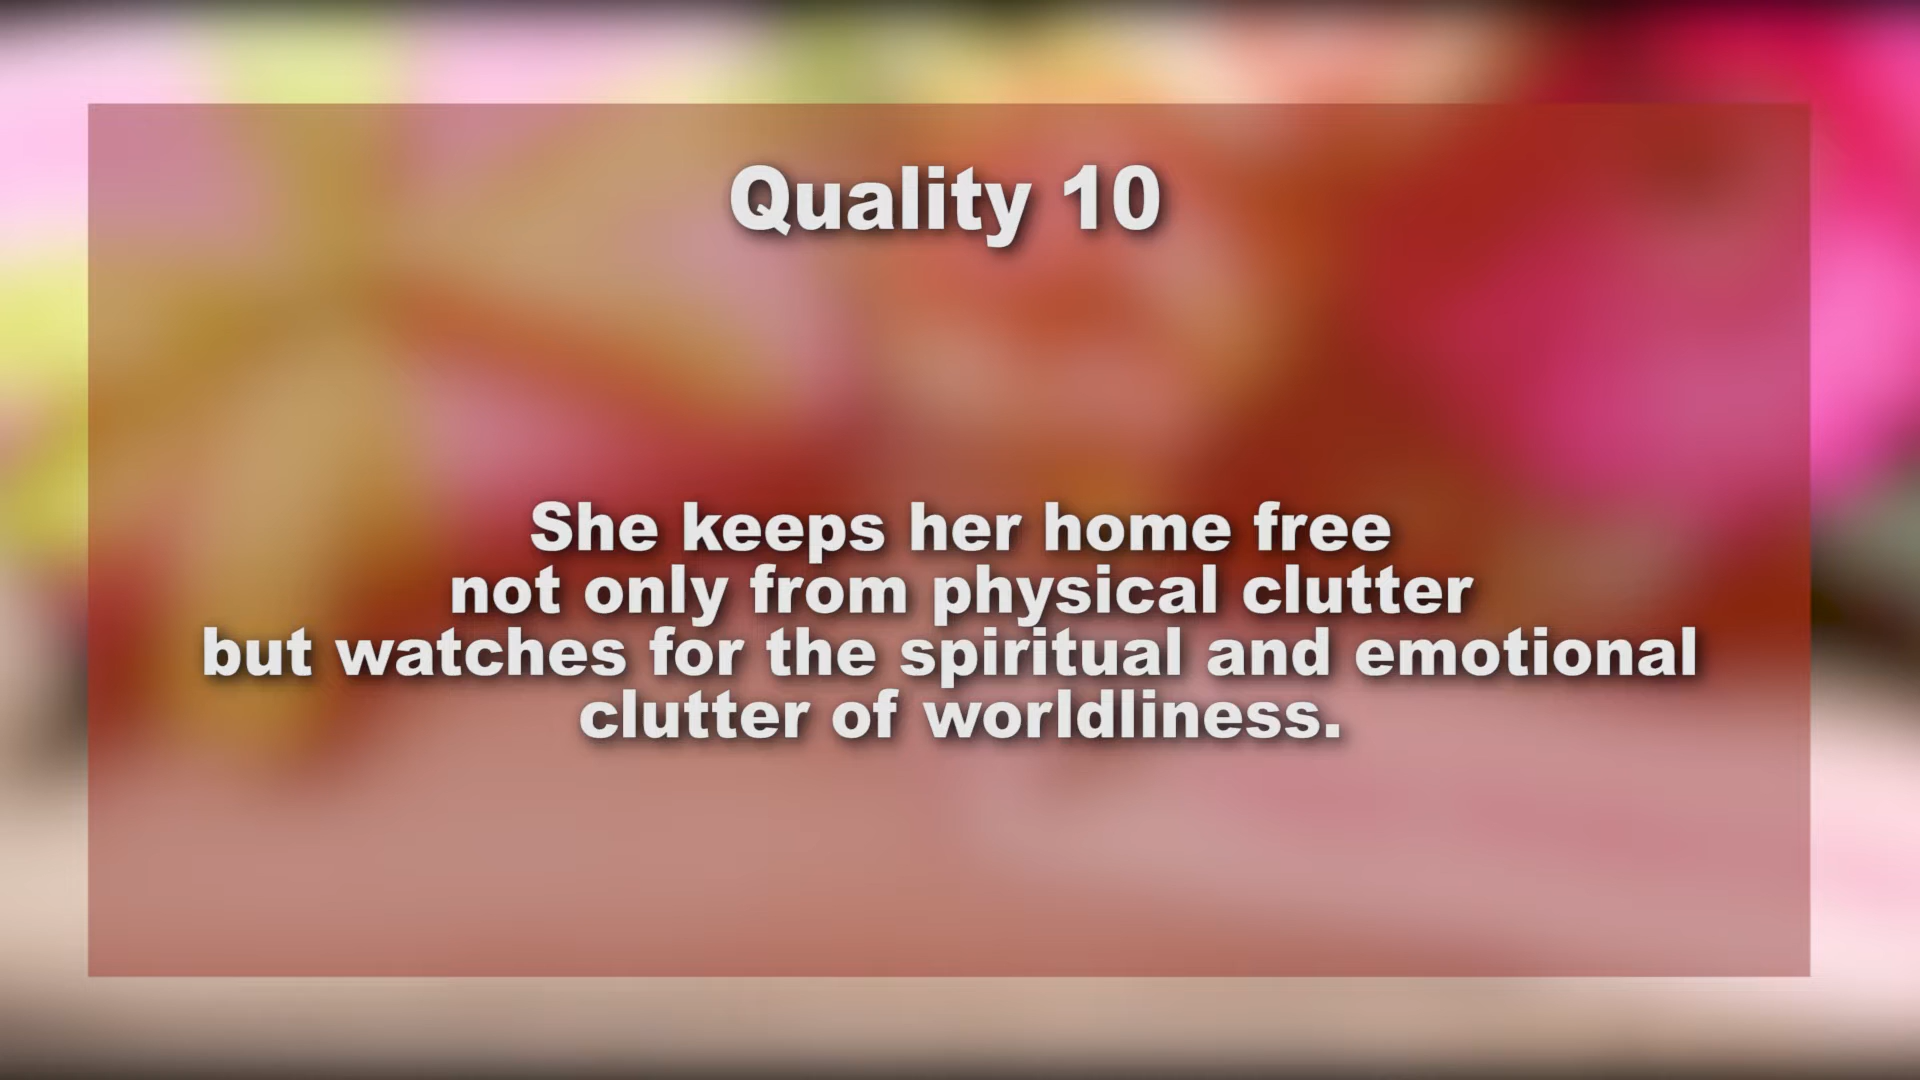 Quality 10
She keeps her home free
not only from physical clutter
but watches for the spiritual and emotional
clutter of worldliness.